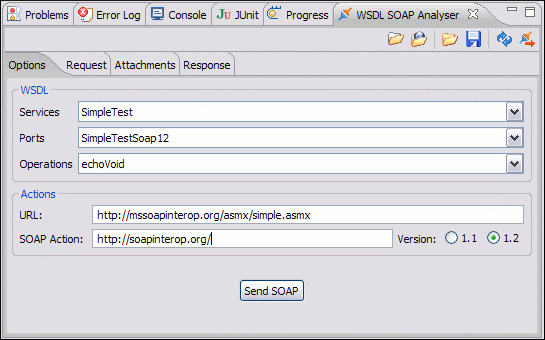 Problems Error Log Console JUnit Progress WSDL SOAP Analyser
Options Request Attachments Response
WSDL
Services SimpleTest
Ports SimpleTestSoap12
Operations echoVoid
Actions
URL: http://mssoapinterop.org/asmx/simple.asmx
SOAP Action: http://soapinterop.org/ Version: 1.1 1.2
Send SOAP